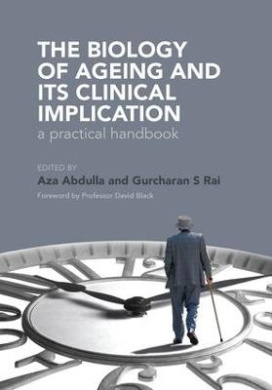 THE BIOLOGY
OF AGEING AND
ITS CLINICAL
IMPLICATION
a practical handbook
EDITED BY
Aza Abdulla and Gurcharan S Rai
Foreword by Professor David Black